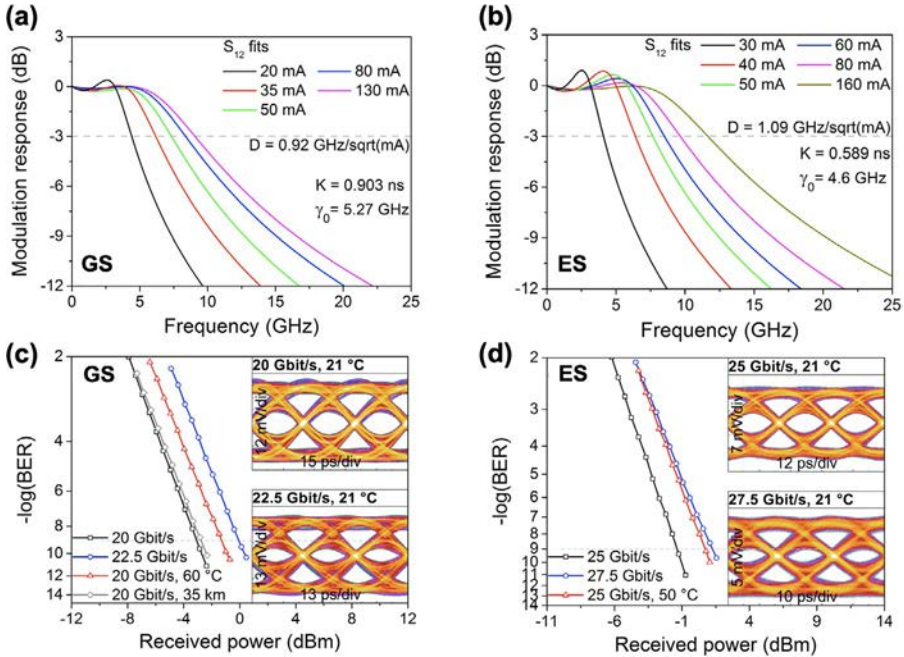 (a)
Modulation response (dB)
3
0
-3
-6
-9
-12
S12 fits
20 mA
80 mA
35 mA
130 mA
50 mA
D = 0.92 GHz/sqrt(mA)
K = 0.903 ns
γ0= 5.27 GHz
GS
0
5
10
15
20
25
Frequency (GHz)
(b)
Modulation response (dB)
3
0
-3
-6
-9
-12
S12 fits
30 mA
60 mA
40 mA
80 mA
50 mA
160 mA
D = 1.09 GHz/sqrt(mA)
K = 0.589 ns
γ0= 4.6 GHz
ES
0
5
10
15
20
25
Frequency (GHz)
(c)
-log(BER)
2
4
6
8
10
12
14
GS
20 Gbit/s, 21 °C
12 mV/div
15 ps/div
22.5 Gbit/s, 21 °C
13 mV/div
13 ps/div
20 Gbit/s
22.5 Gbit/s
20 Gbit/s, 60 °C
20 Gbit/s, 35 km
-12
-8
-4
0
4
8
12
Received power (dBm)
(d)
-log(BER)
2
3
4
5
6
7
8
9
10
11
12
13
14
ES
25 Gbit/s, 21 °C
7 mV/div
12 ps/div
27.5 Gbit/s, 21 °C
5 mV/div
10 ps/div
25 Gbit/s
27.5 Gbit/s
25 Gbit/s, 50 °C
-11
-6
-1
4
9
14
Received power (dBm)